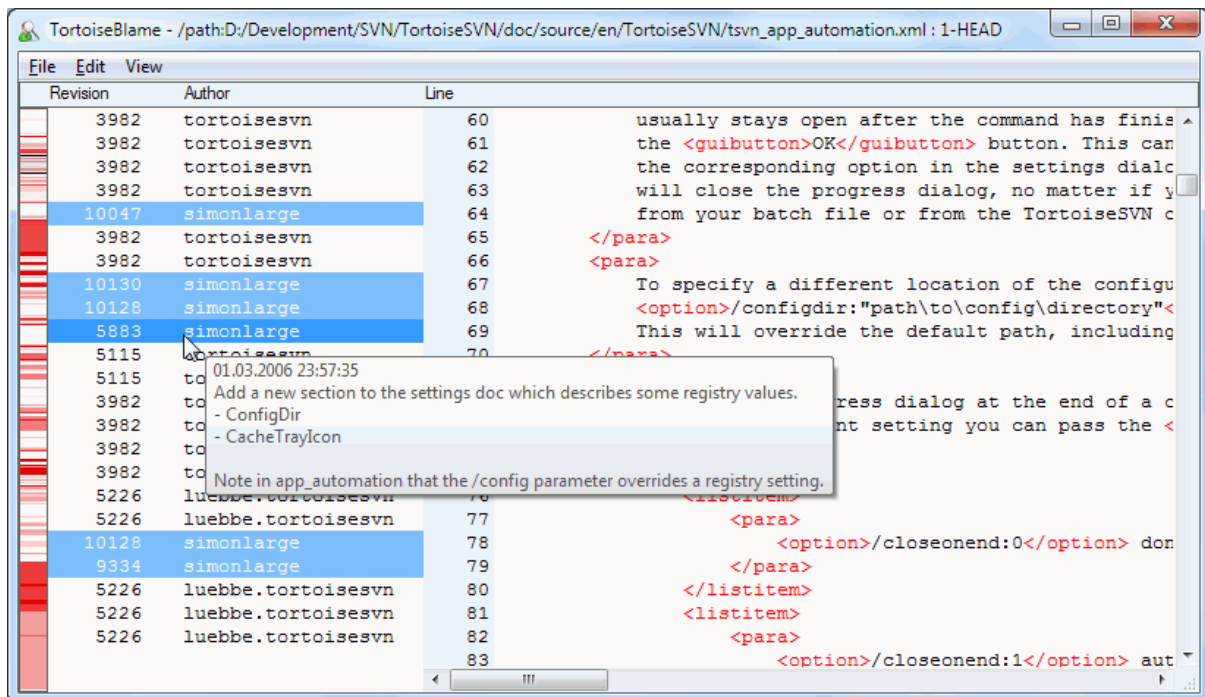 TortoiseBlame - /path:D:/Development/SVN/TortoiseSVN/doc/source/en/TortoiseSVN/tsvn_app_automation.xml : 1-HEAD
File Edit View
Revision Author Line
3982 tortoisesvn 60 usually stays open after the command has finis
3982 tortoisesvn 61 the <guibutton>OK</guibutton> button. This can
3982 tortoisesvn 62 the corresponding option in the settings dialo
3982 tortoisesvn 63 will close the progress dialog, no matter if y
10047 simonlarge 64 from your batch file or from the TortoiseSVN c
3982 tortoisesvn 65 </para>
3982 tortoisesvn 66 <para>
10130 simonlarge 67 To specify a different location of the configu
10128 simonlarge 68 <option>/configdir:"path\to\config\directory"<
5883 simonlarge 69 This will override the default path, including
5115 tortoisesvn 70 </para>
01.03.2006 23:57:35
Add a new section to the settings doc which describes some registry values.
- ConfigDir
- CacheTrayIcon
Note in app_automation that the /config parameter overrides a registry setting.
5115 to
3982 to ress dialog at the end of a c
3982 to nt setting you can pass the <
3982 to
3982 to
5226 luebbe.tortoisesvn 76 <listitem>
5226 luebbe.tortoisesvn 77 <para>
10128 simonlarge 78 <option>/closeonend:0</option> don
9334 simonlarge 79 </para>
5226 luebbe.tortoisesvn 80 </listitem>
5226 luebbe.tortoisesvn 81 <listitem>
5226 luebbe.tortoisesvn 82 <para>
83 <option>/closeonend:1</option> aut